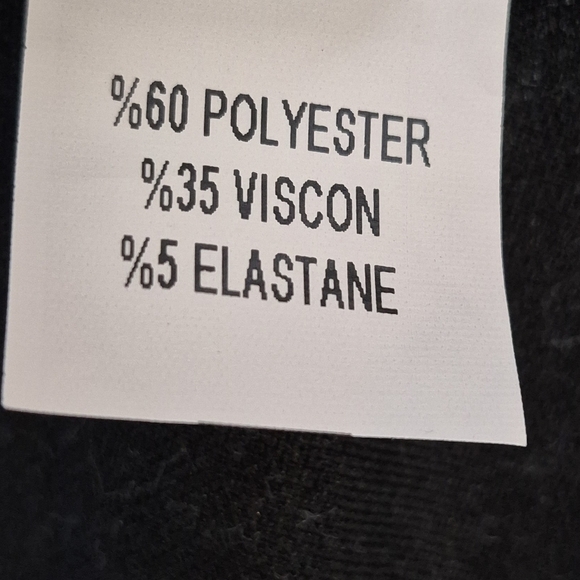 %60 POLYESTER
%35 VISCON
%5 ELASTANE